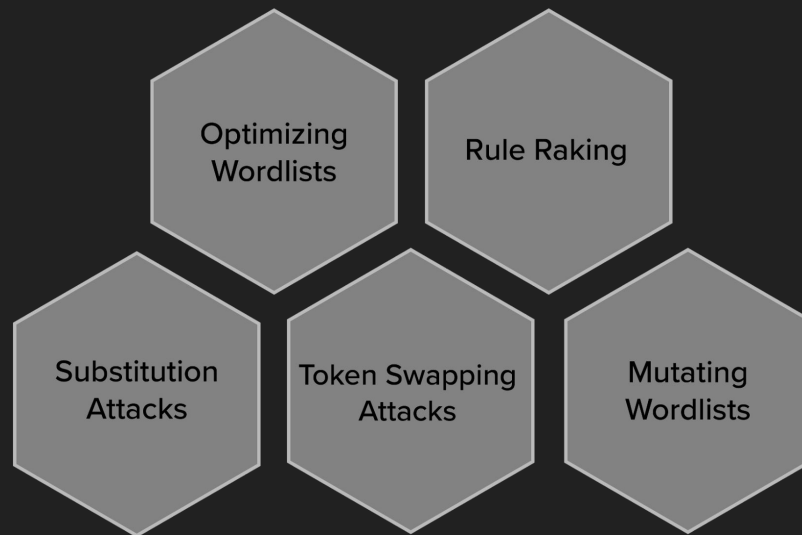 Optimizing
Wordlists
Rule Raking
Substitution
Attacks
Token Swapping
Attacks
Mutating
Wordlists